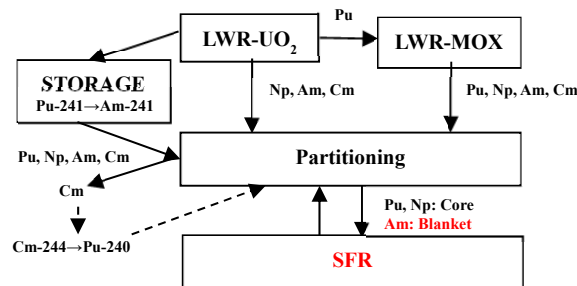 Pu
LWR-UO₂
LWR-MOX
STORAGE
Pu-241→Am-241
Np, Am, Cm
Pu, Np, Am, Cm
Pu, Np, Am, Cm
Partitioning
Cm
Pu, Np: Core
Am: Blanket
Cm-244→Pu-240
SFR